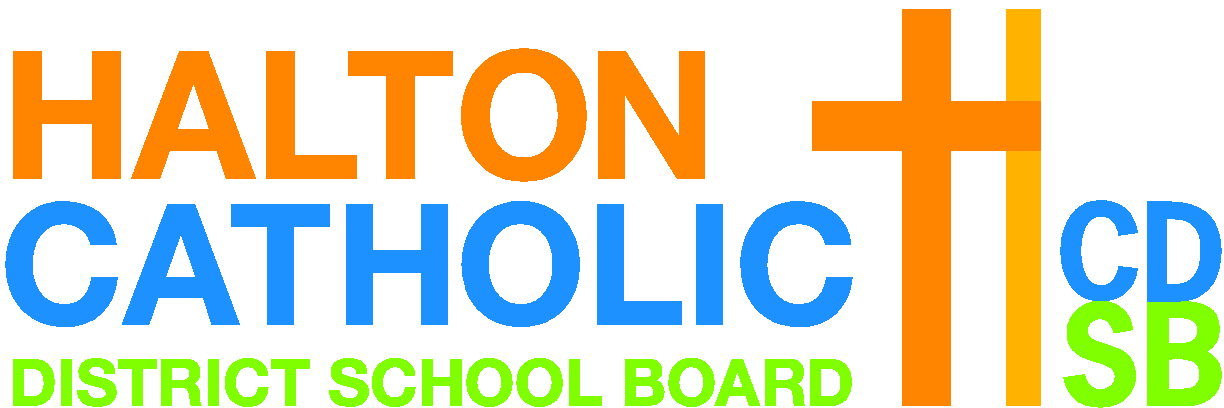 HALTON
CATHOLIC
DISTRICT SCHOOL BOARD
H
CD
SB